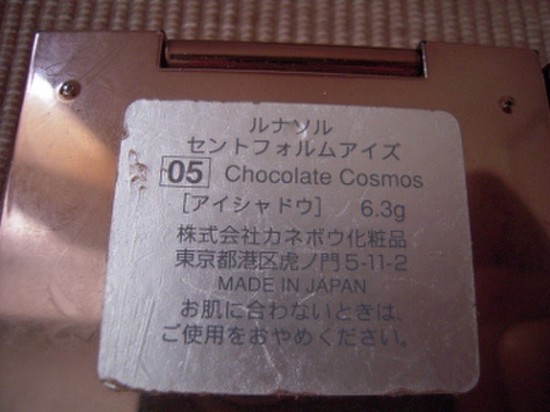 ルナソル
セントフォルムアイズ
05 Chocolate Cosmos
[アイシャドウ] 6.3g
株式会社カネボウ化粧品
東京都港区虎ノ門5-11-2
MADE IN JAPAN
お肌に合わないときは、
ご使用をおやめください。